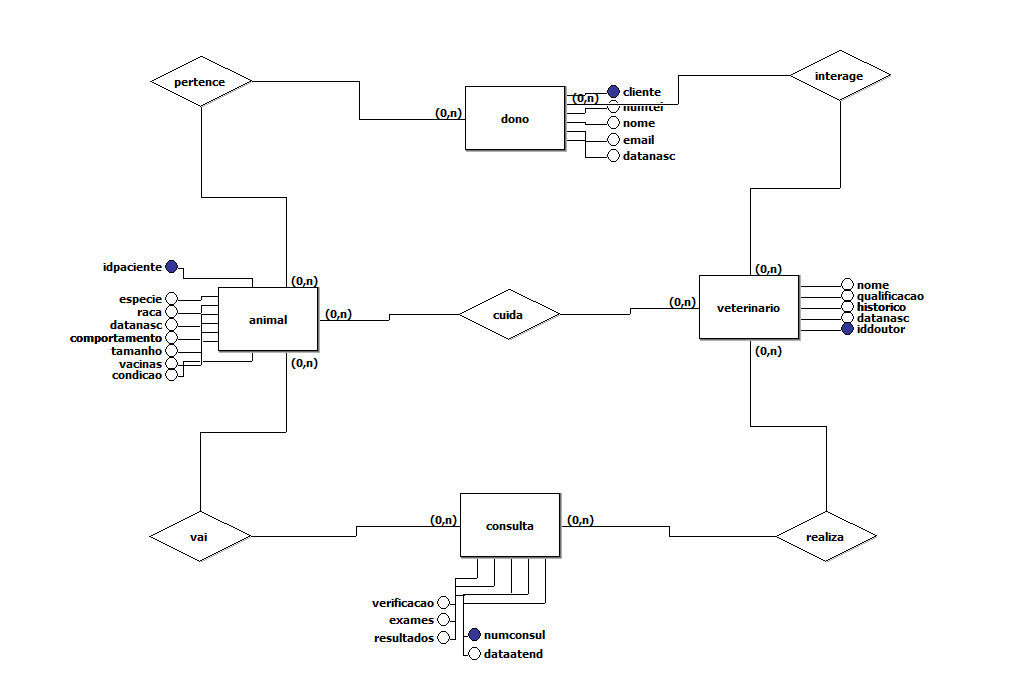 pertence
interage
dono
(0,n)
(0,n)
cliente
numtel
nome
email
datanasc
idpaciente
especie
raca
datanasc
comportamento
tamanho
vacinas
condicao
animal
(0,n)
(0,n)
(0,n)
cuida
(0,n)
(0,n)
(0,n)
veterinario
nome
qualificacao
historico
datanasc
iddoutor
vai
(0,n)
consulta
(0,n)
realiza
verificacao
exames
resultados
numconsul
dataatend